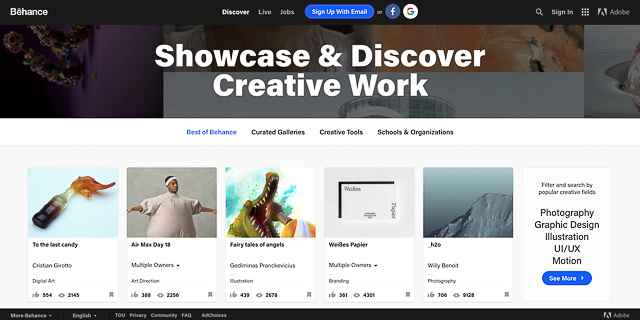 Bēhance
Discover Live Jobs Sign Up With Email or f G Sign In Adobe
Showcase & Discover
Creative Work
Best of Behance Curated Galleries Creative Tools Schools & Organizations
To the last candy
Cristian Girotto
Digital Art
554 2145
Air Max Day 18
Multiple Owners
Art Direction
388 2256
Fairy tales of angels
Gediminas Pranckevicius
Illustration
439 2678
Weißes
Papier
Weißes Papier
Multiple Owners
Branding
361 4301
_h2o
Willy Benoit
Photography
706 9128
Filter and search by
popular creative fields
Photography
Graphic Design
Illustration
UI/UX
Motion
See More
More Behance English TOU Privacy Community FAQ AdChoices Adobe